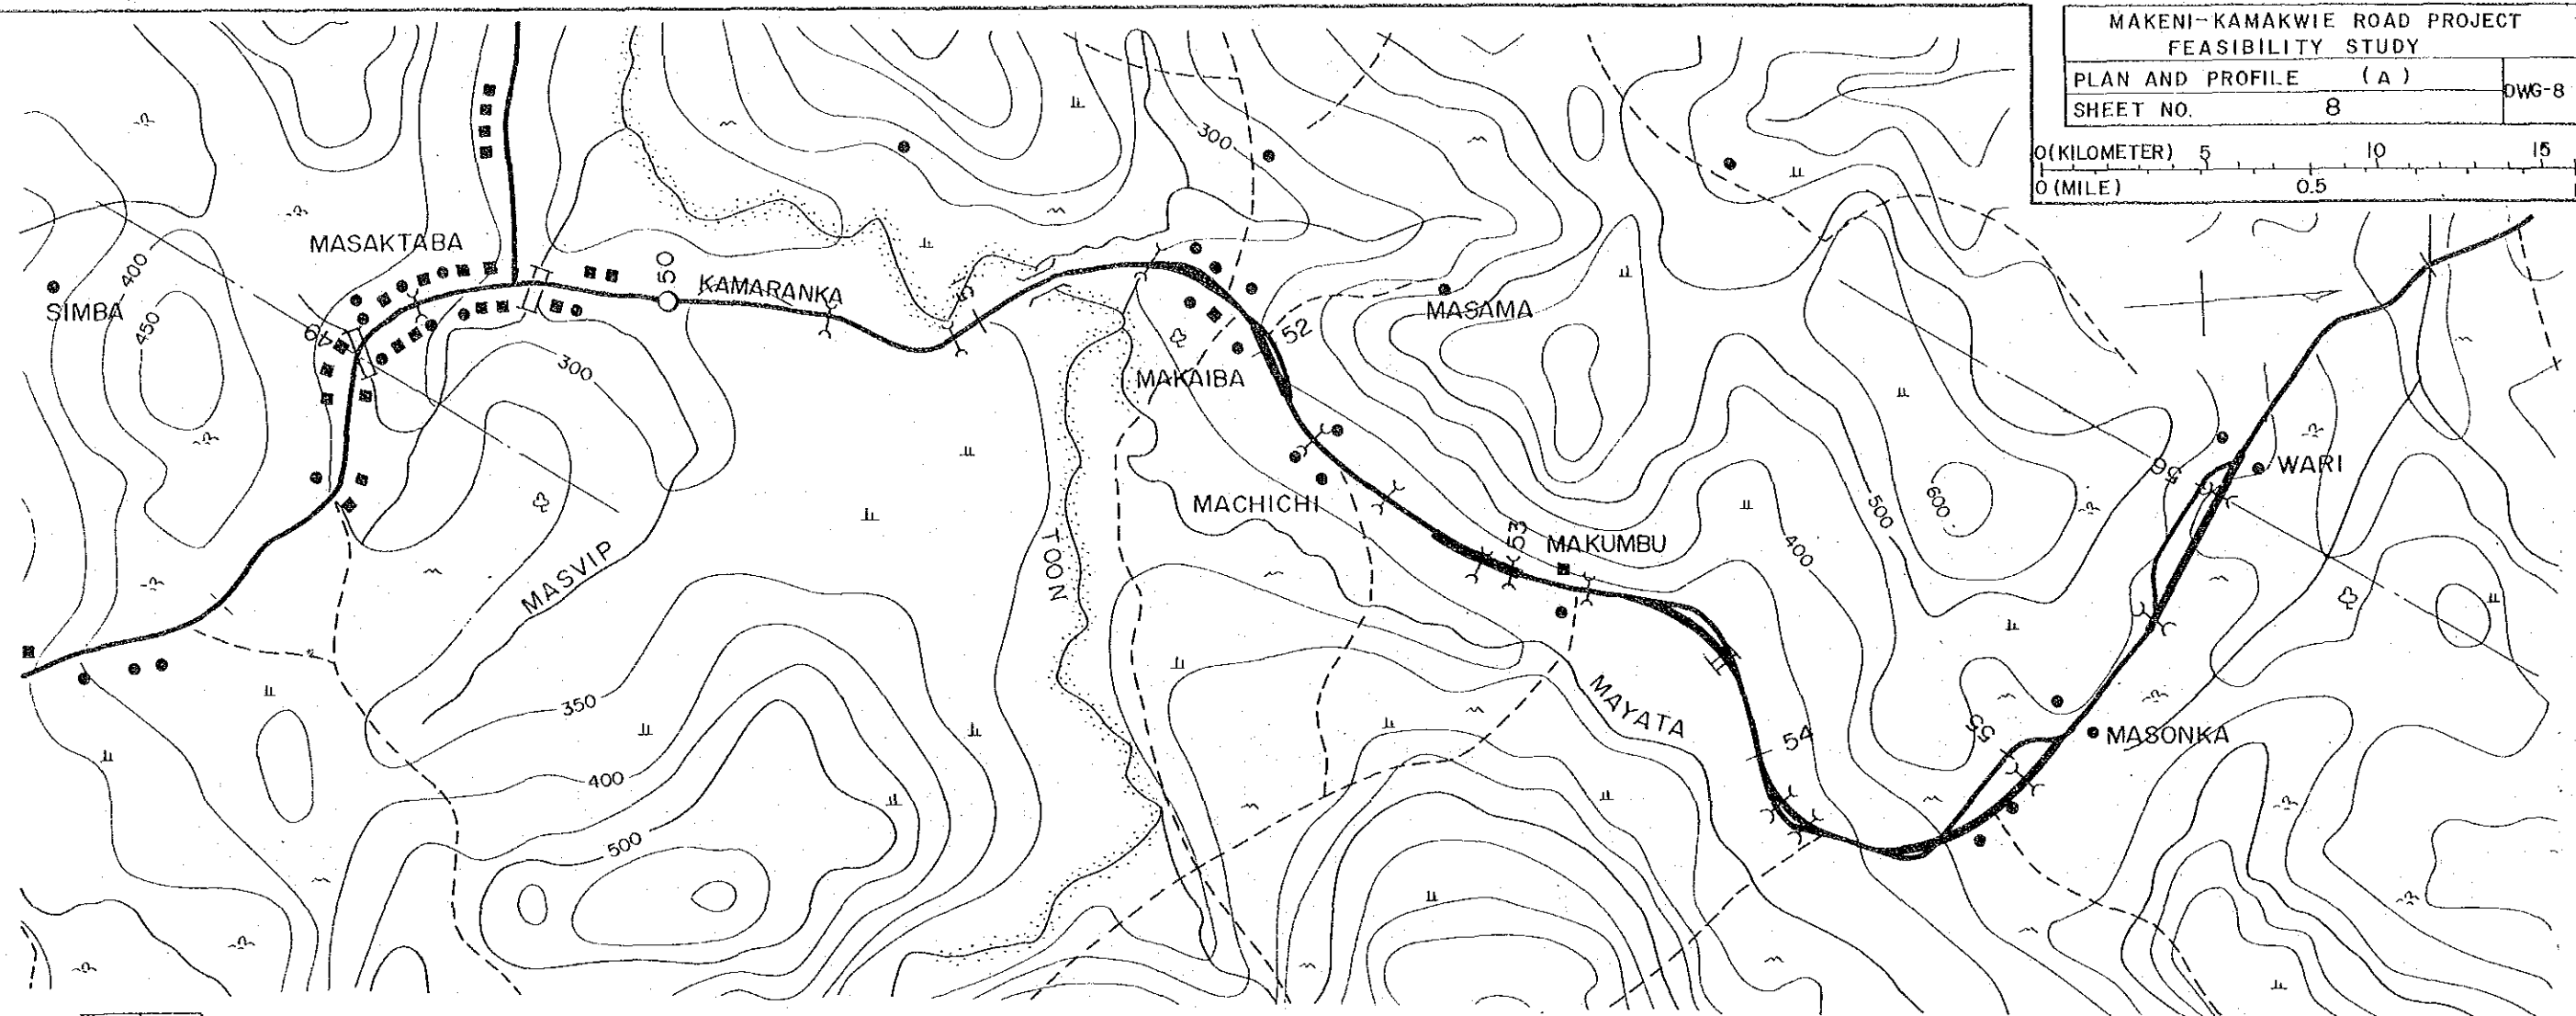 MAKENI-KAMAKWIE ROAD PROJECT
FEASIBILITY STUDY
PLAN AND PROFILE (A)
DWG-8
SHEET NO. 8
0(KILOMETER) 5 10 15
0 (MILE) 0.5
300
MASAKTABA
400
SIMBA
450
49
50
KAMARANKA
51
MASAMA
52
MAKAIBA
300
MACHICHI
53
MAKUMBU
500
600
400
56
WARI
MASVIP
TOON
350
MAYATA
54
55
MASONKA
400
500